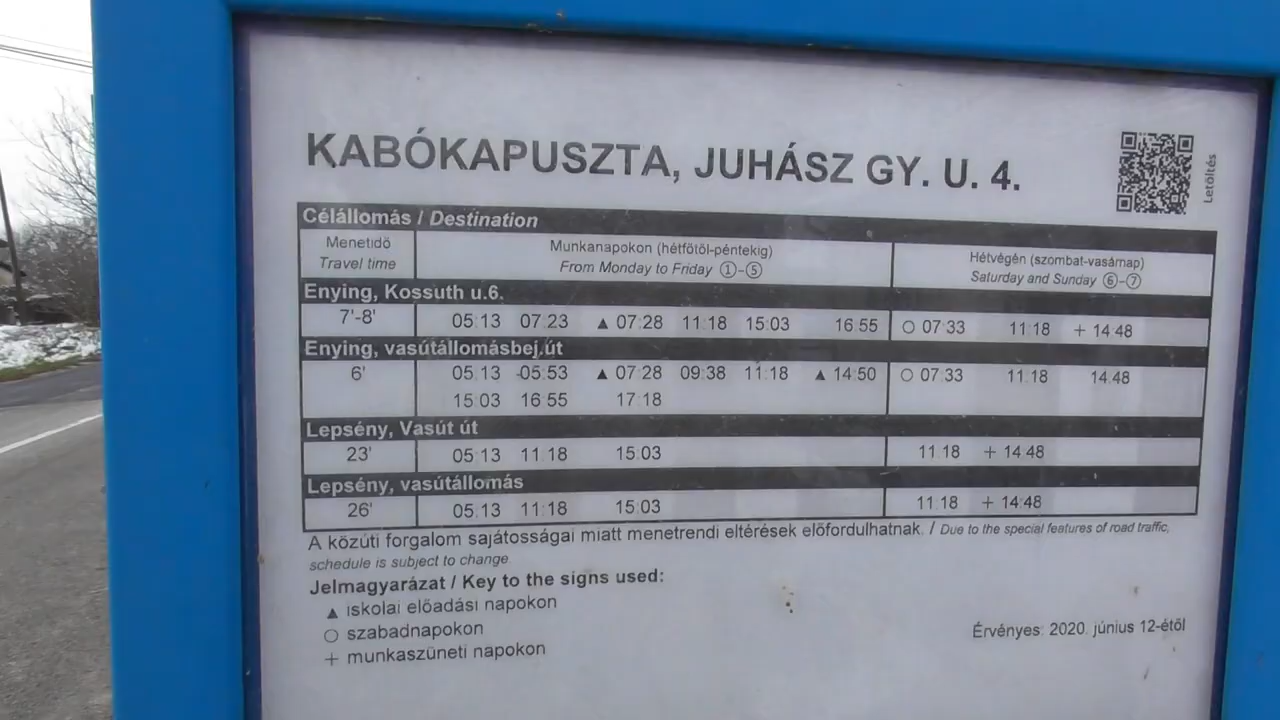 KABÓKAPUSZTA, JUHÁSZ GY. U. 4.
Letöltés
Célállomás / Destination
Menetidő Munkanapokon (hétfőtől-péntekig) Hétvégén (szombat-vasárnap)
Travel time From Monday to Friday ①-⑤ Saturday and Sunday ⑥-⑦
Enying, Kossuth u.6.
7'-8' 05:13 07:23 ▲ 07:28 11:18 15:03 16:55 ○ 07:33 11:18 + 14:48
Enying, vasútállomásbej.út
6' 05:13 05:53 ▲ 07:28 09:38 11:18 ▲ 14:50 ○ 07:33 11:18 14:48
15:03 16:55 17:18
Lepsény, Vasút út
23' 05:13 11:18 15:03 11:18 + 14:48
Lepsény, vasútállomás
26' 05:13 11:18 15:03 11:18 + 14:48
A közúti forgalom sajátosságai miatt menetrendi eltérések előfordulhatnak. / Due to the special features of road traffic,
schedule is subject to change.
Jelmagyarázat / Key to the signs used:
▲ iskolai előadási napokon
○ szabadnapokon
+ munkaszüneti napokon
Érvényes: 2020. június 12-étől